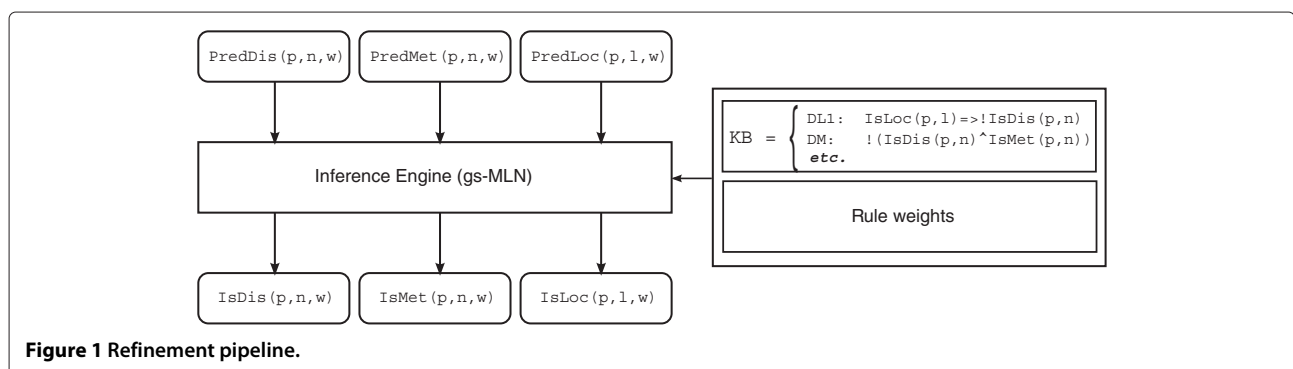 PredDis(p,n,w) PredMet(p,n,w) PredLoc(p,l,w)
KB = { DL1: IsLoc(p,l)=>!IsDis(p,n)
DM: !(IsDis(p,n)^IsMet(p,n))
etc.
Inference Engine (gs-MLN)
Rule weights
IsDis(p,n,w) IsMet(p,n,w) IsLoc(p,l,w)
Figure 1 Refinement pipeline.